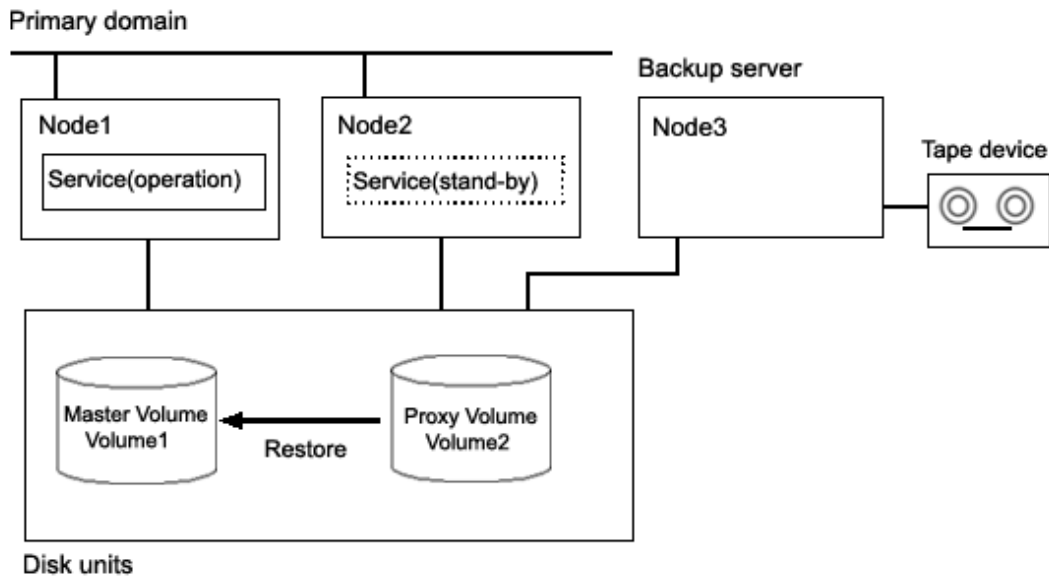 Primary domain
Backup server
Node1
Node2
Node3
Tape device
Service(operation)
Service(stand-by)
Master Volume
Volume1
Restore
Proxy Volume
Volume2
Disk units